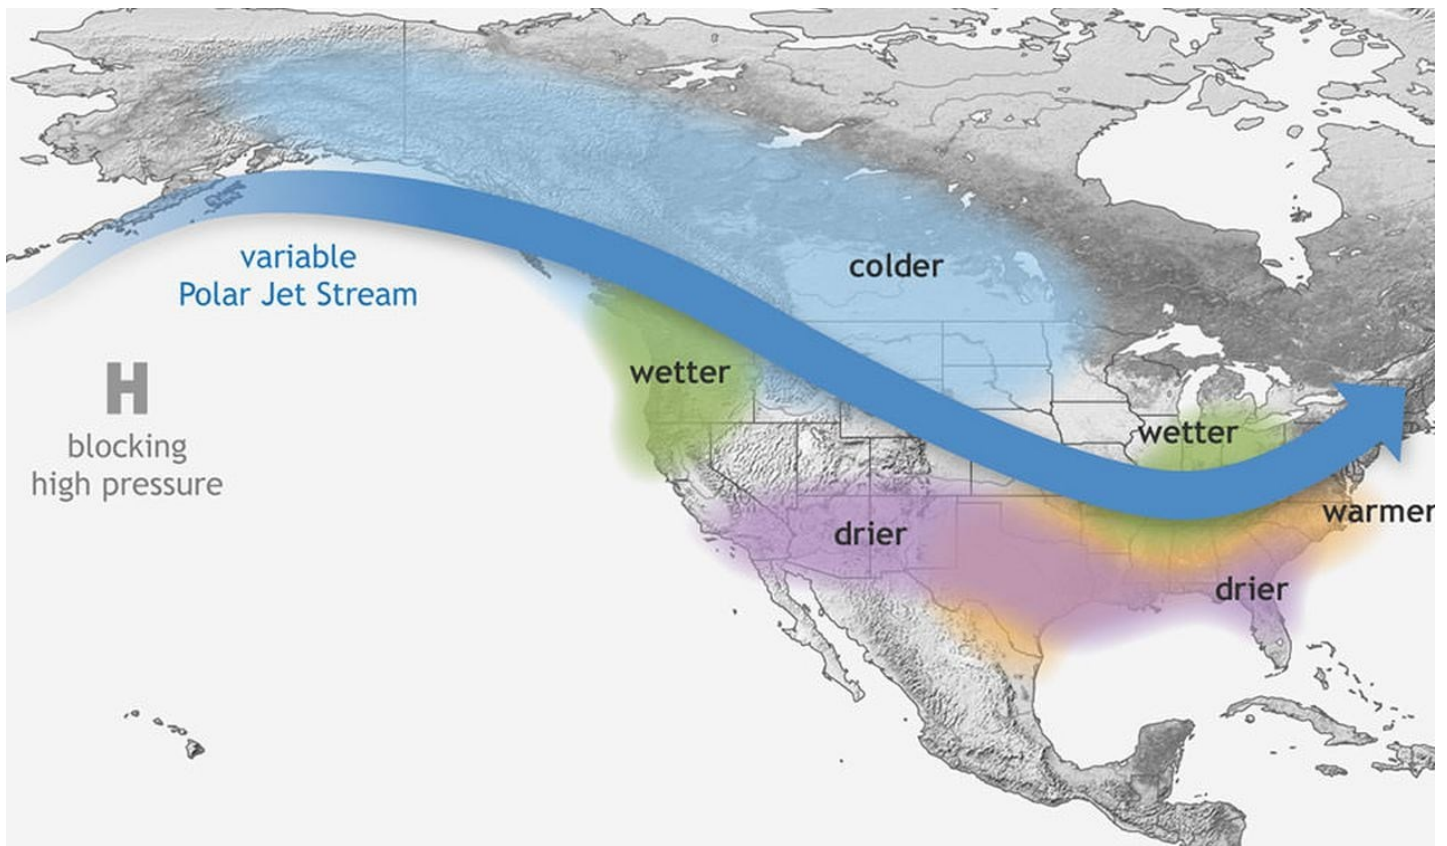 variable
Polar Jet Stream
colder
H
blocking
high pressure
wetter
wetter
warmer
drier
drier